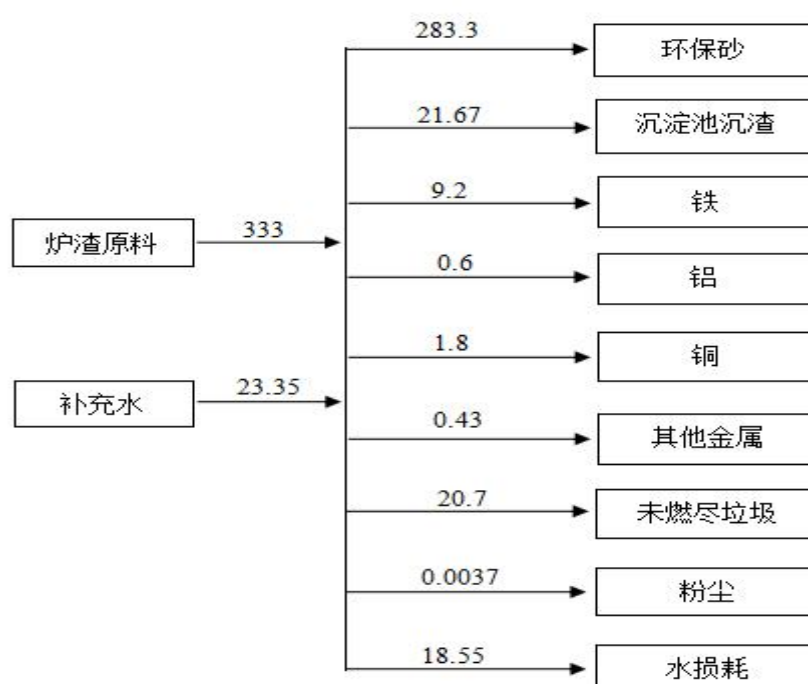 283.3
环保砂
21.67
沉淀池沉渣
9.2
铁
炉渣原料
333
0.6
铝
1.8
铜
补充水
23.35
0.43
其他金属
20.7
未燃尽垃圾
0.0037
粉尘
18.55
水损耗